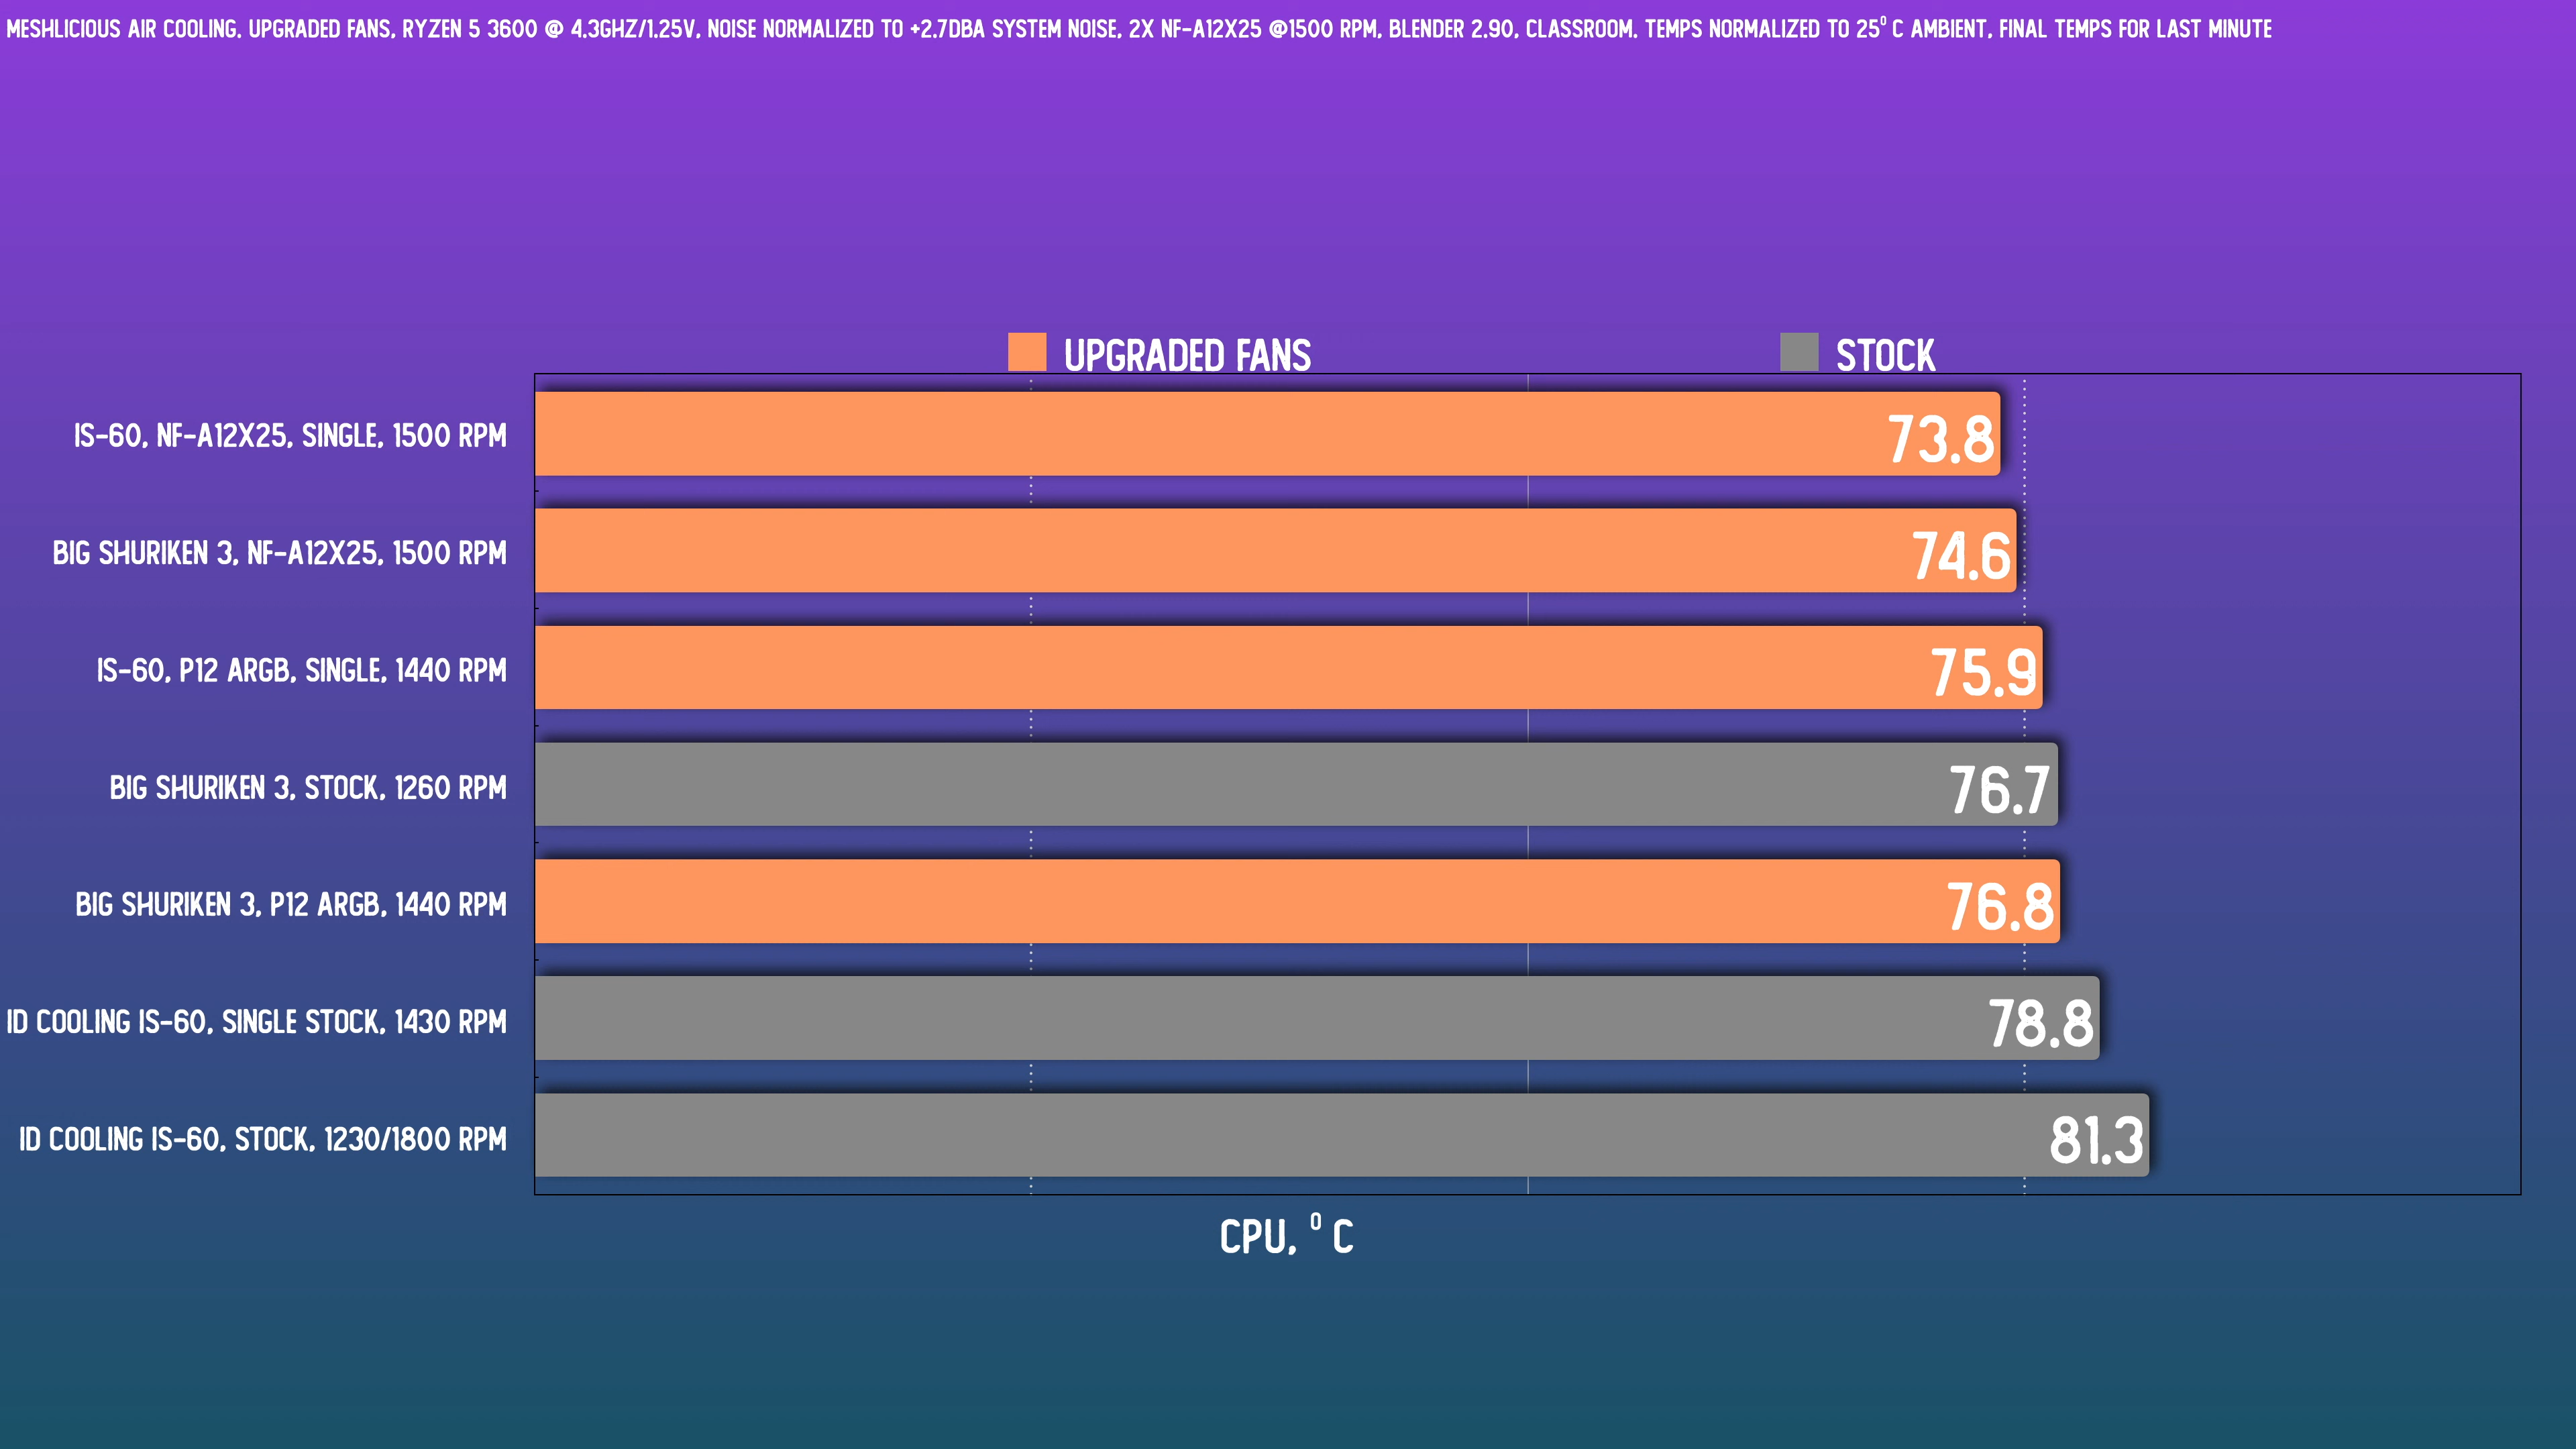 MESHLICIOUS AIR COOLING. UPGRADED FANS, RYZEN 5 3600 @ 4.3GHZ/1.25V, NOISE NORMALIZED TO +2.7DBA SYSTEM NOISE, 2X NF-A12X25 @1500 RPM, BLENDER 2.90, CLASSROOM. TEMPS NORMALIZED TO 25° C AMBIENT, FINAL TEMPS FOR LAST MINUTE
UPGRADED FANS STOCK
IS-60, NF-A12X25, SINGLE, 1500 RPM 73.8
BIG SHURIKEN 3, NF-A12X25, 1500 RPM 74.6
IS-60, P12 ARGB, SINGLE, 1440 RPM 75.9
BIG SHURIKEN 3, STOCK, 1260 RPM 76.7
BIG SHURIKEN 3, P12 ARGB, 1440 RPM 76.8
ID COOLING IS-60, SINGLE STOCK, 1430 RPM 78.8
ID COOLING IS-60, STOCK, 1230/1800 RPM 81.3
CPU, ° C